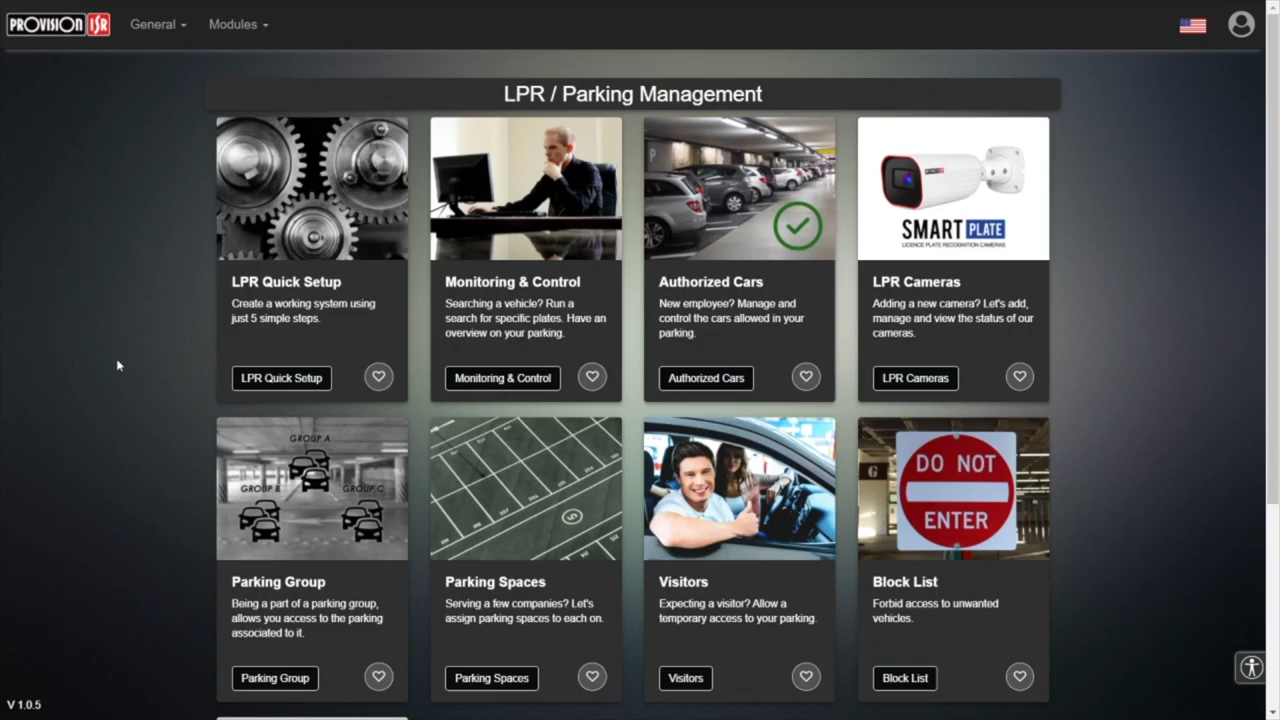 PROVISION ISR
General
Modules
LPR / Parking Management
SMART PLATE
LICENCE PLATE RECOGNITION CAMERAS
LPR Quick Setup
Create a working system using
just 5 simple steps.
LPR Quick Setup
Monitoring & Control
Searching a vehicle? Run a
search for specific plates. Have an
overview on your parking.
Monitoring & Control
Authorized Cars
New employee? Manage and
control the cars allowed in your
parking.
Authorized Cars
LPR Cameras
Adding a new camera? Let's add,
manage and view the status of our
cameras.
LPR Cameras
GROUP A
GROUP B
GROUP C
G
DO NOT
ENTER
Parking Group
Being a part of a parking group,
allows you access to the parking
associated to it.
Parking Group
Parking Spaces
Serving a few companies? Let's
assign parking spaces to each on.
Parking Spaces
Visitors
Expecting a visitor? Allow a
temporary access to your parking.
Visitors
Block List
Forbid access to unwanted
vehicles.
Block List
V 1.0.5